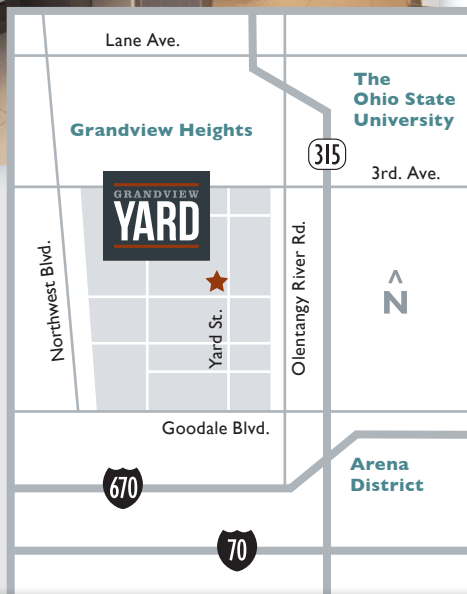 Lane Ave.
The
Ohio State
University
Grandview Heights
315
3rd. Ave.
GRANDVIEW
YARD
Northwest Blvd.
Yard St.
Olentangy River Rd.
^
N
Goodale Blvd.
Arena
District
670
70